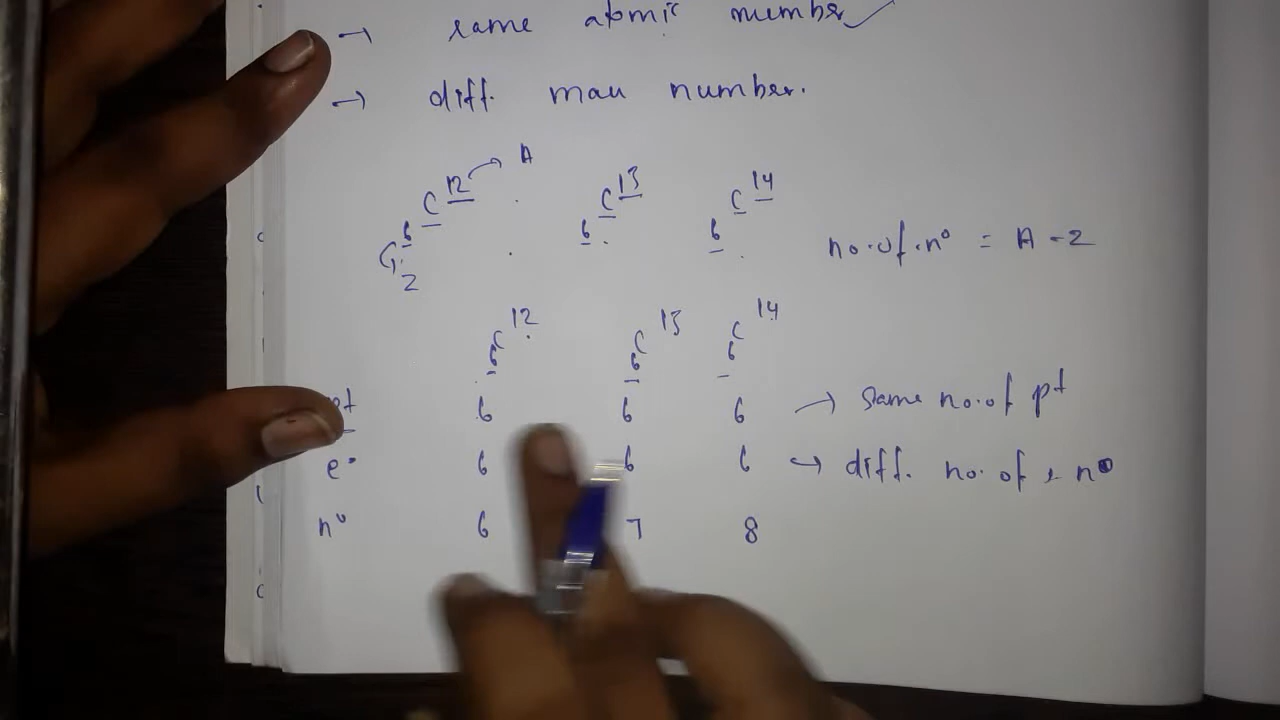 → same atomic number ✓
→ diff. mass number.
₆C¹² → A ₆C¹³ ₆C¹⁴
Z no.of.n° = A - Z
₆C¹² ₆C¹³ ₆C¹⁴
6 6 6 → same no.of p⁺
e⁻ 6 6 6 → diff. no. of n°
n° 6 7 8